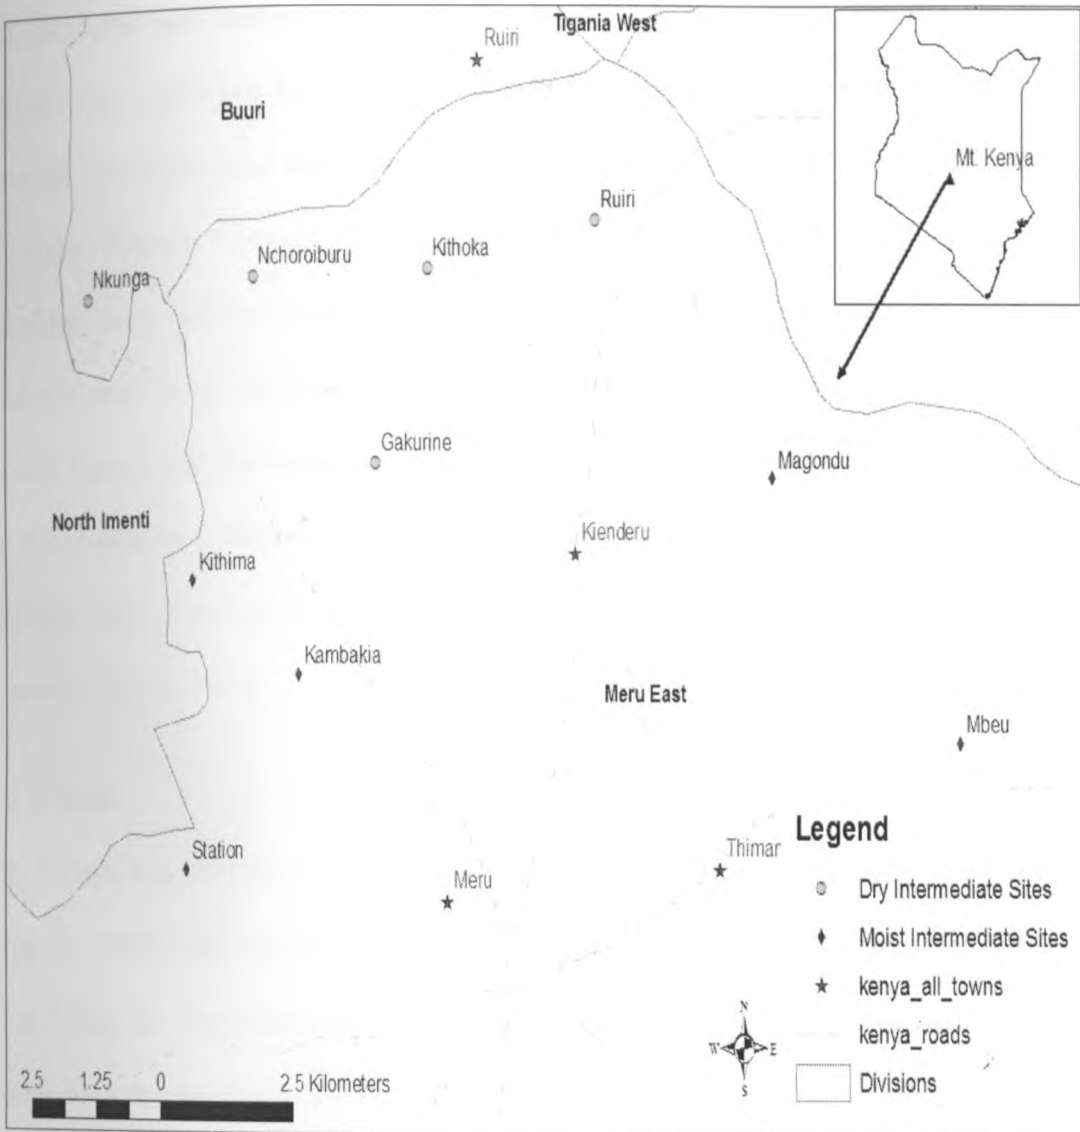 Tigania West
Ruiri
Buuri
Mt. Kenya
Ruiri
Kithoka
Nchoroiburu
Nkunga
Gakurine
Magondu
North Imenti
Kienderu
Kithima
Kambakia
Meru East
Mbeu
Legend
Station
Thimar
Meru
Dry Intermediate Sites
Moist Intermediate Sites
kenya_all_towns
N
kenya_roads
W
E
S
2.5 1.25 0 2.5 Kilometers
Divisions